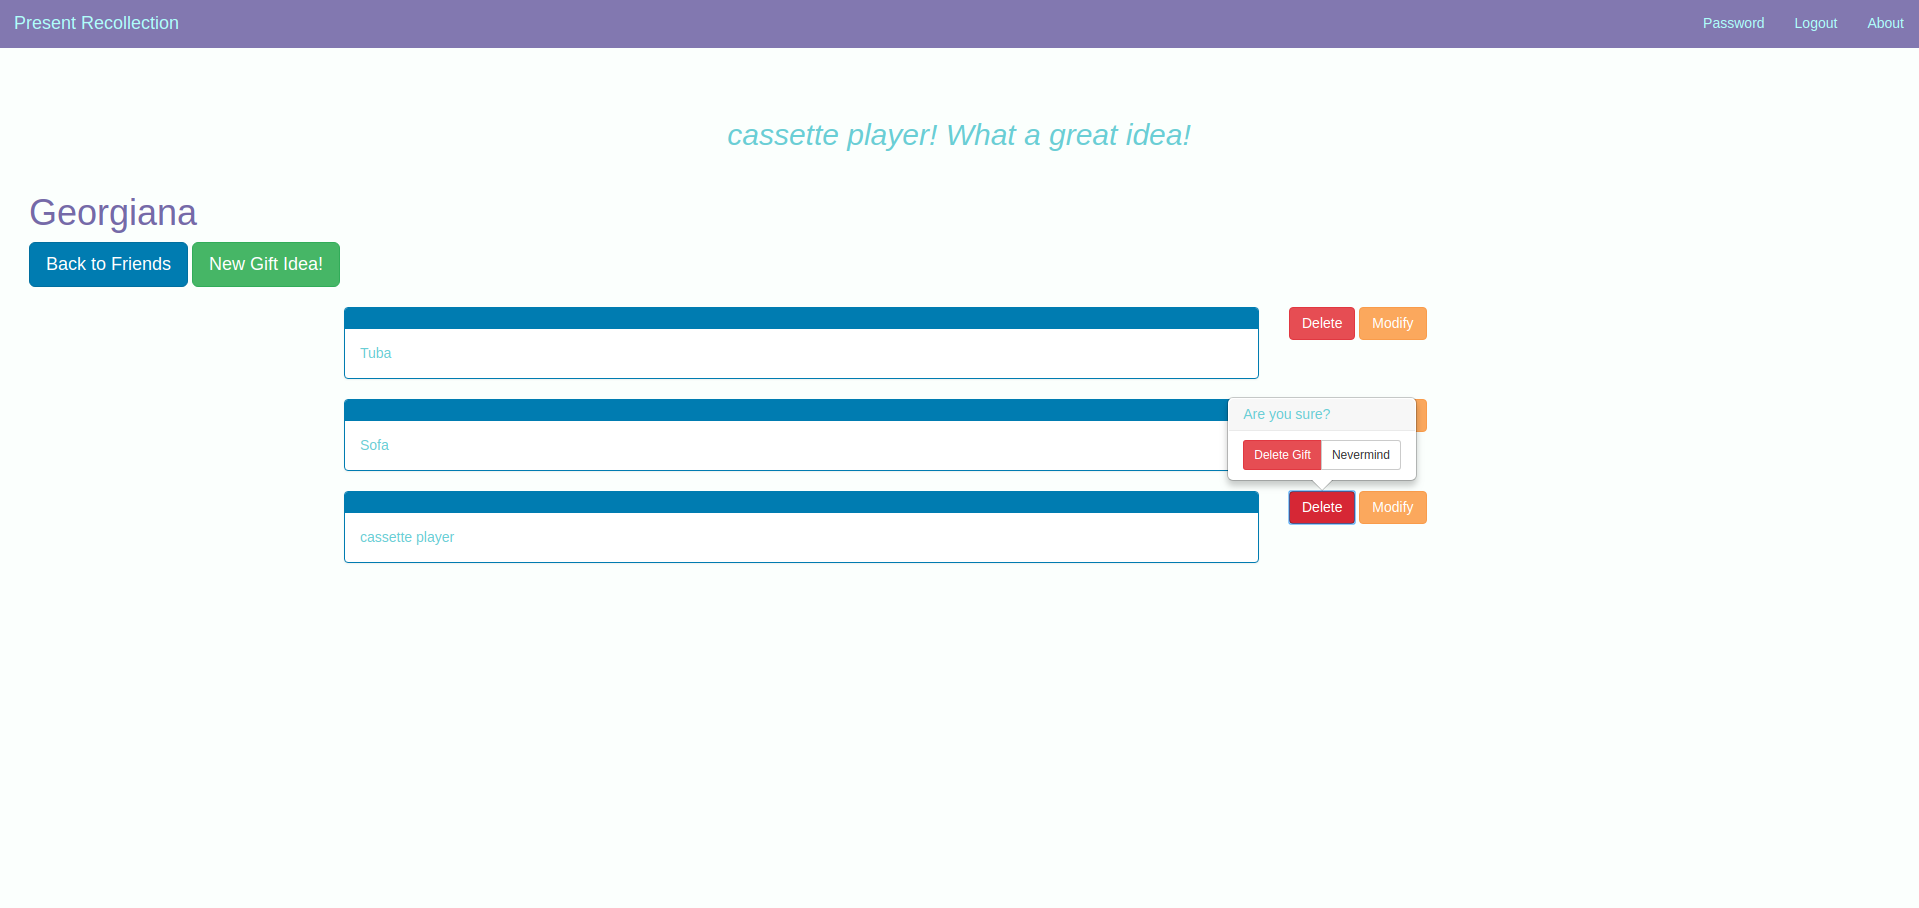 Present Recollection Password Logout About
cassette player! What a great idea!
Georgiana
Back to Friends New Gift Idea!
Delete Modify
Tuba
Are you sure?
Sofa
Delete Gift Nevermind
Delete Modify
cassette player